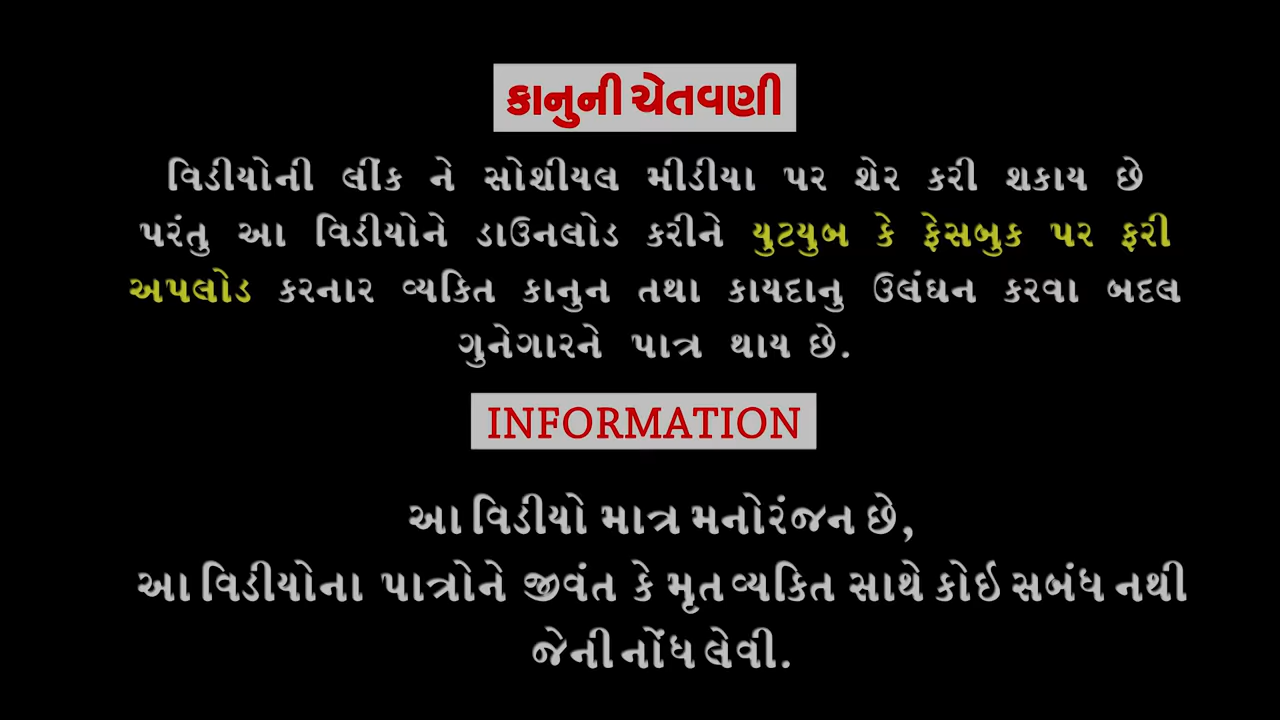 કાનુની ચેતવણી
વિડીયોની લીંક ને સોશીયલ મીડીયા પર શેર કરી શકાય છે
પરંતુ આ વિડીયોને ડાઉનલોડ કરીને યુટયુબ કે ફેસબુક પર ફરી
અપલોડ કરનાર વ્યકિત કાનુન તથા કાયદાનુ ઉલંઘન કરવા બદલ
ગુનેગારને પાત્ર થાય છે.
INFORMATION
આ વિડીયો માત્ર મનોરંજન છે,
આ વિડીયોના પાત્રોને જીવંત કે મૃત વ્યકિત સાથે કોઇ સબંધ નથી
જેની નોંધ લેવી.